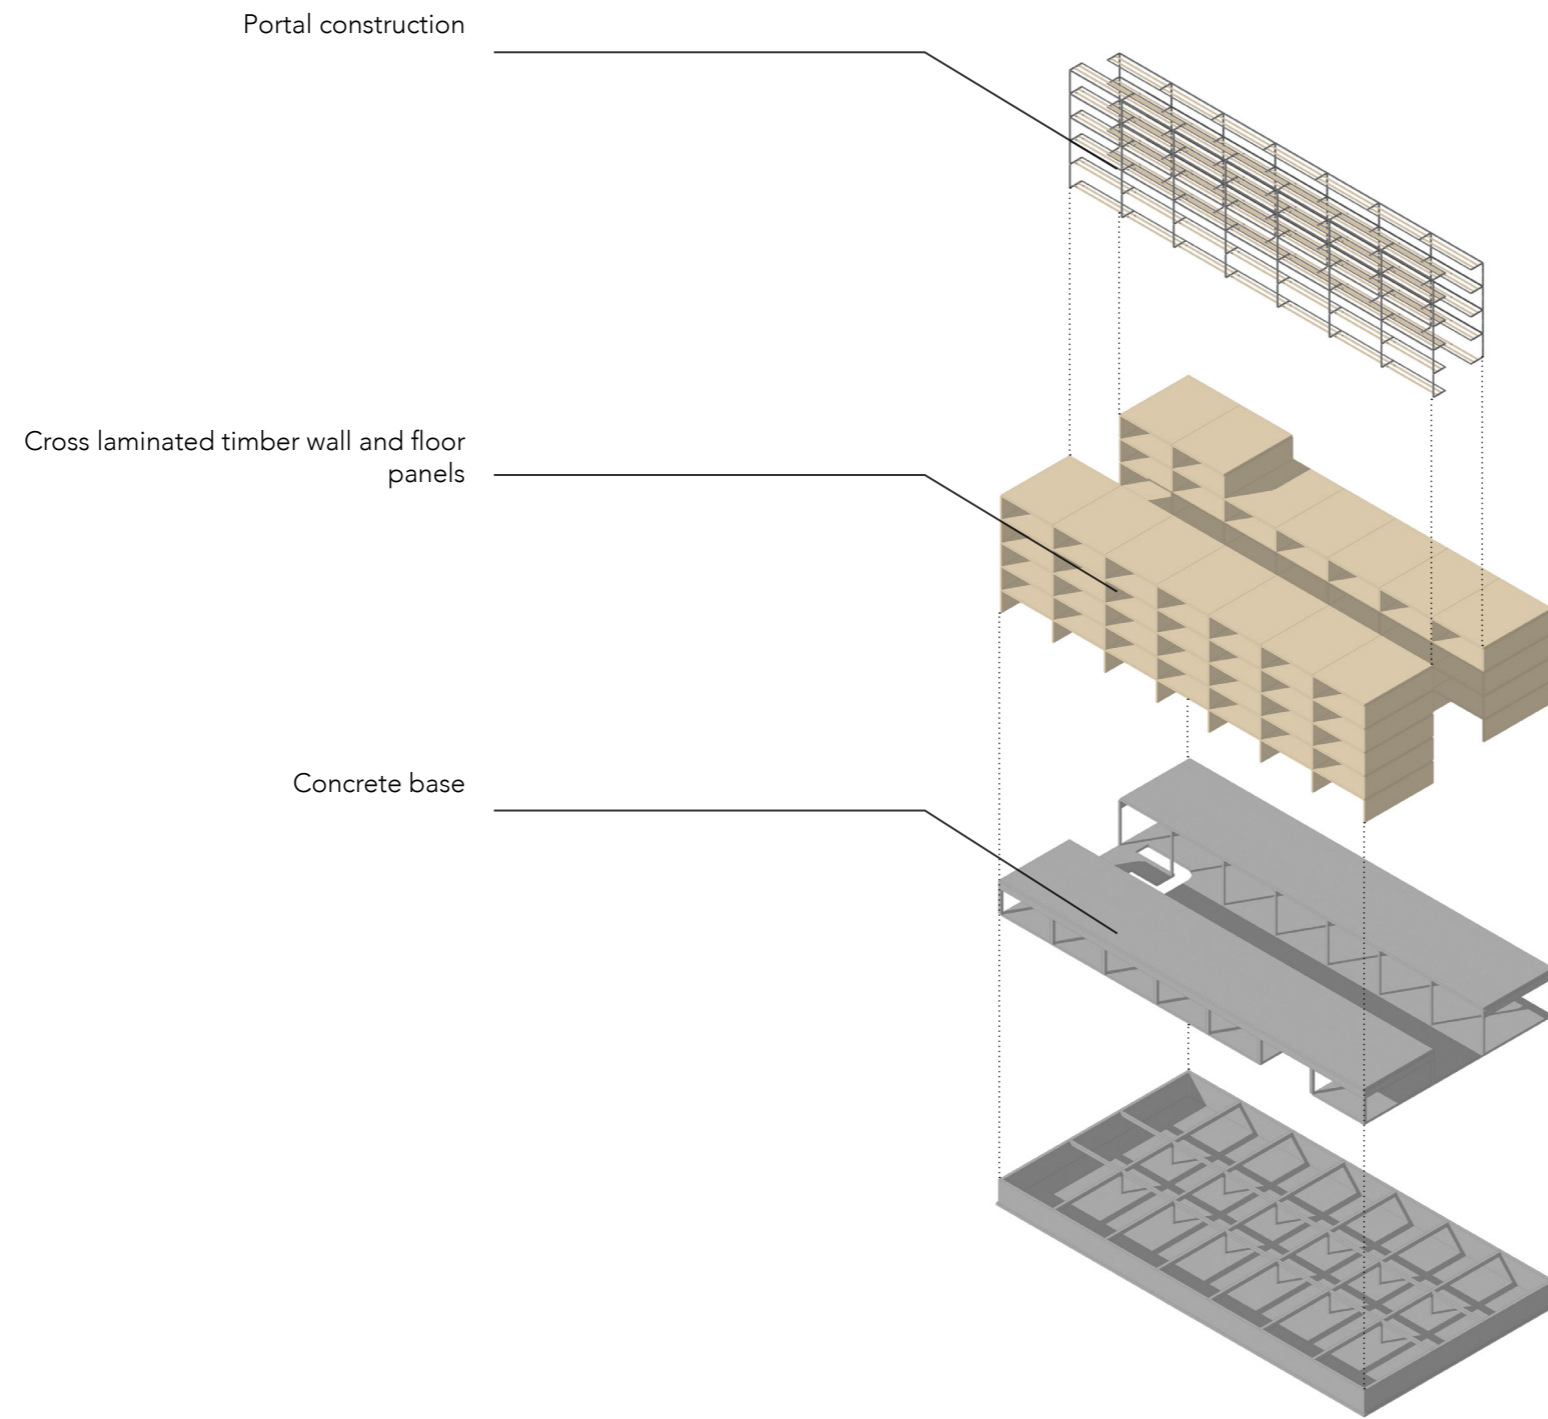 Portal construction
Cross laminated timber wall and floor
panels
Concrete base